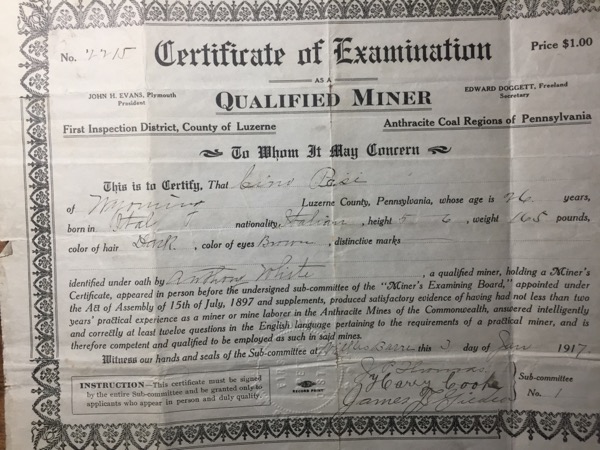 No. 2215 Certificate of Examination Price $1.00
AS A
JOHN H. EVANS, Plymouth
President
QUALIFIED MINER
EDWARD DOGGETT, Freeland
Secretary
First Inspection District, County of Luzerne Anthracite Coal Regions of Pennsylvania
To Whom It May Concern
This is to Certify, That Gino Pasi
of Wyoming Luzerne County, Pennsylvania, whose age is 26 years,
born in Italy nationality, Italian, height 5 6, weight 165 pounds,
color of hair Dark, color of eyes Brown, distinctive marks
identified under oath by Anthony White, a qualified miner, holding a Miner's
Certificate, appeared in person before the undersigned sub-committee of the "Miner's Examining Board," appointed under
the Act of Assembly of 15th of July, 1897 and supplements, produced satisfactory evidence of having had not less than two
years' practical experience as a miner or mine laborer in the Anthracite Mines of the Commonwealth, answered intelligently
and correctly at least twelve questions in the English language pertaining to the requirements of a practical miner, and is
therefore competent and qualified to be employed as such in said mines.
Witness our hands and seals of the Sub-committee at Wilkes Barre this 3 day of Jan 1917
INSTRUCTION—This certificate must be signed
by the entire Sub-committee and be granted only to
applicants who appear in person and duly qualify.
Thomas
Harry Cook
James
Sub-committee
No. 1